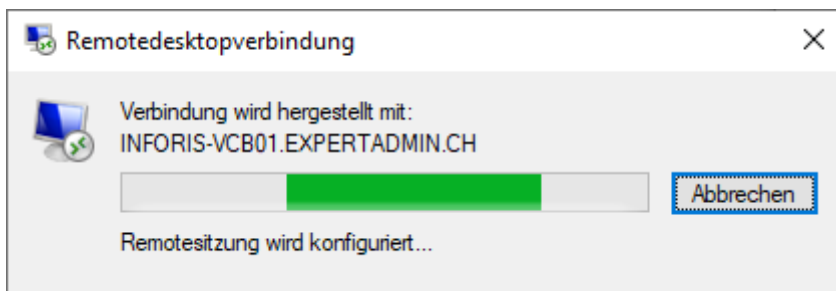 Remotedesktopverbindung
Verbindung wird hergestellt mit:
INFORIS-VCB01.EXPERTADMIN.CH
Abbrechen
Remotesitzung wird konfiguriert...